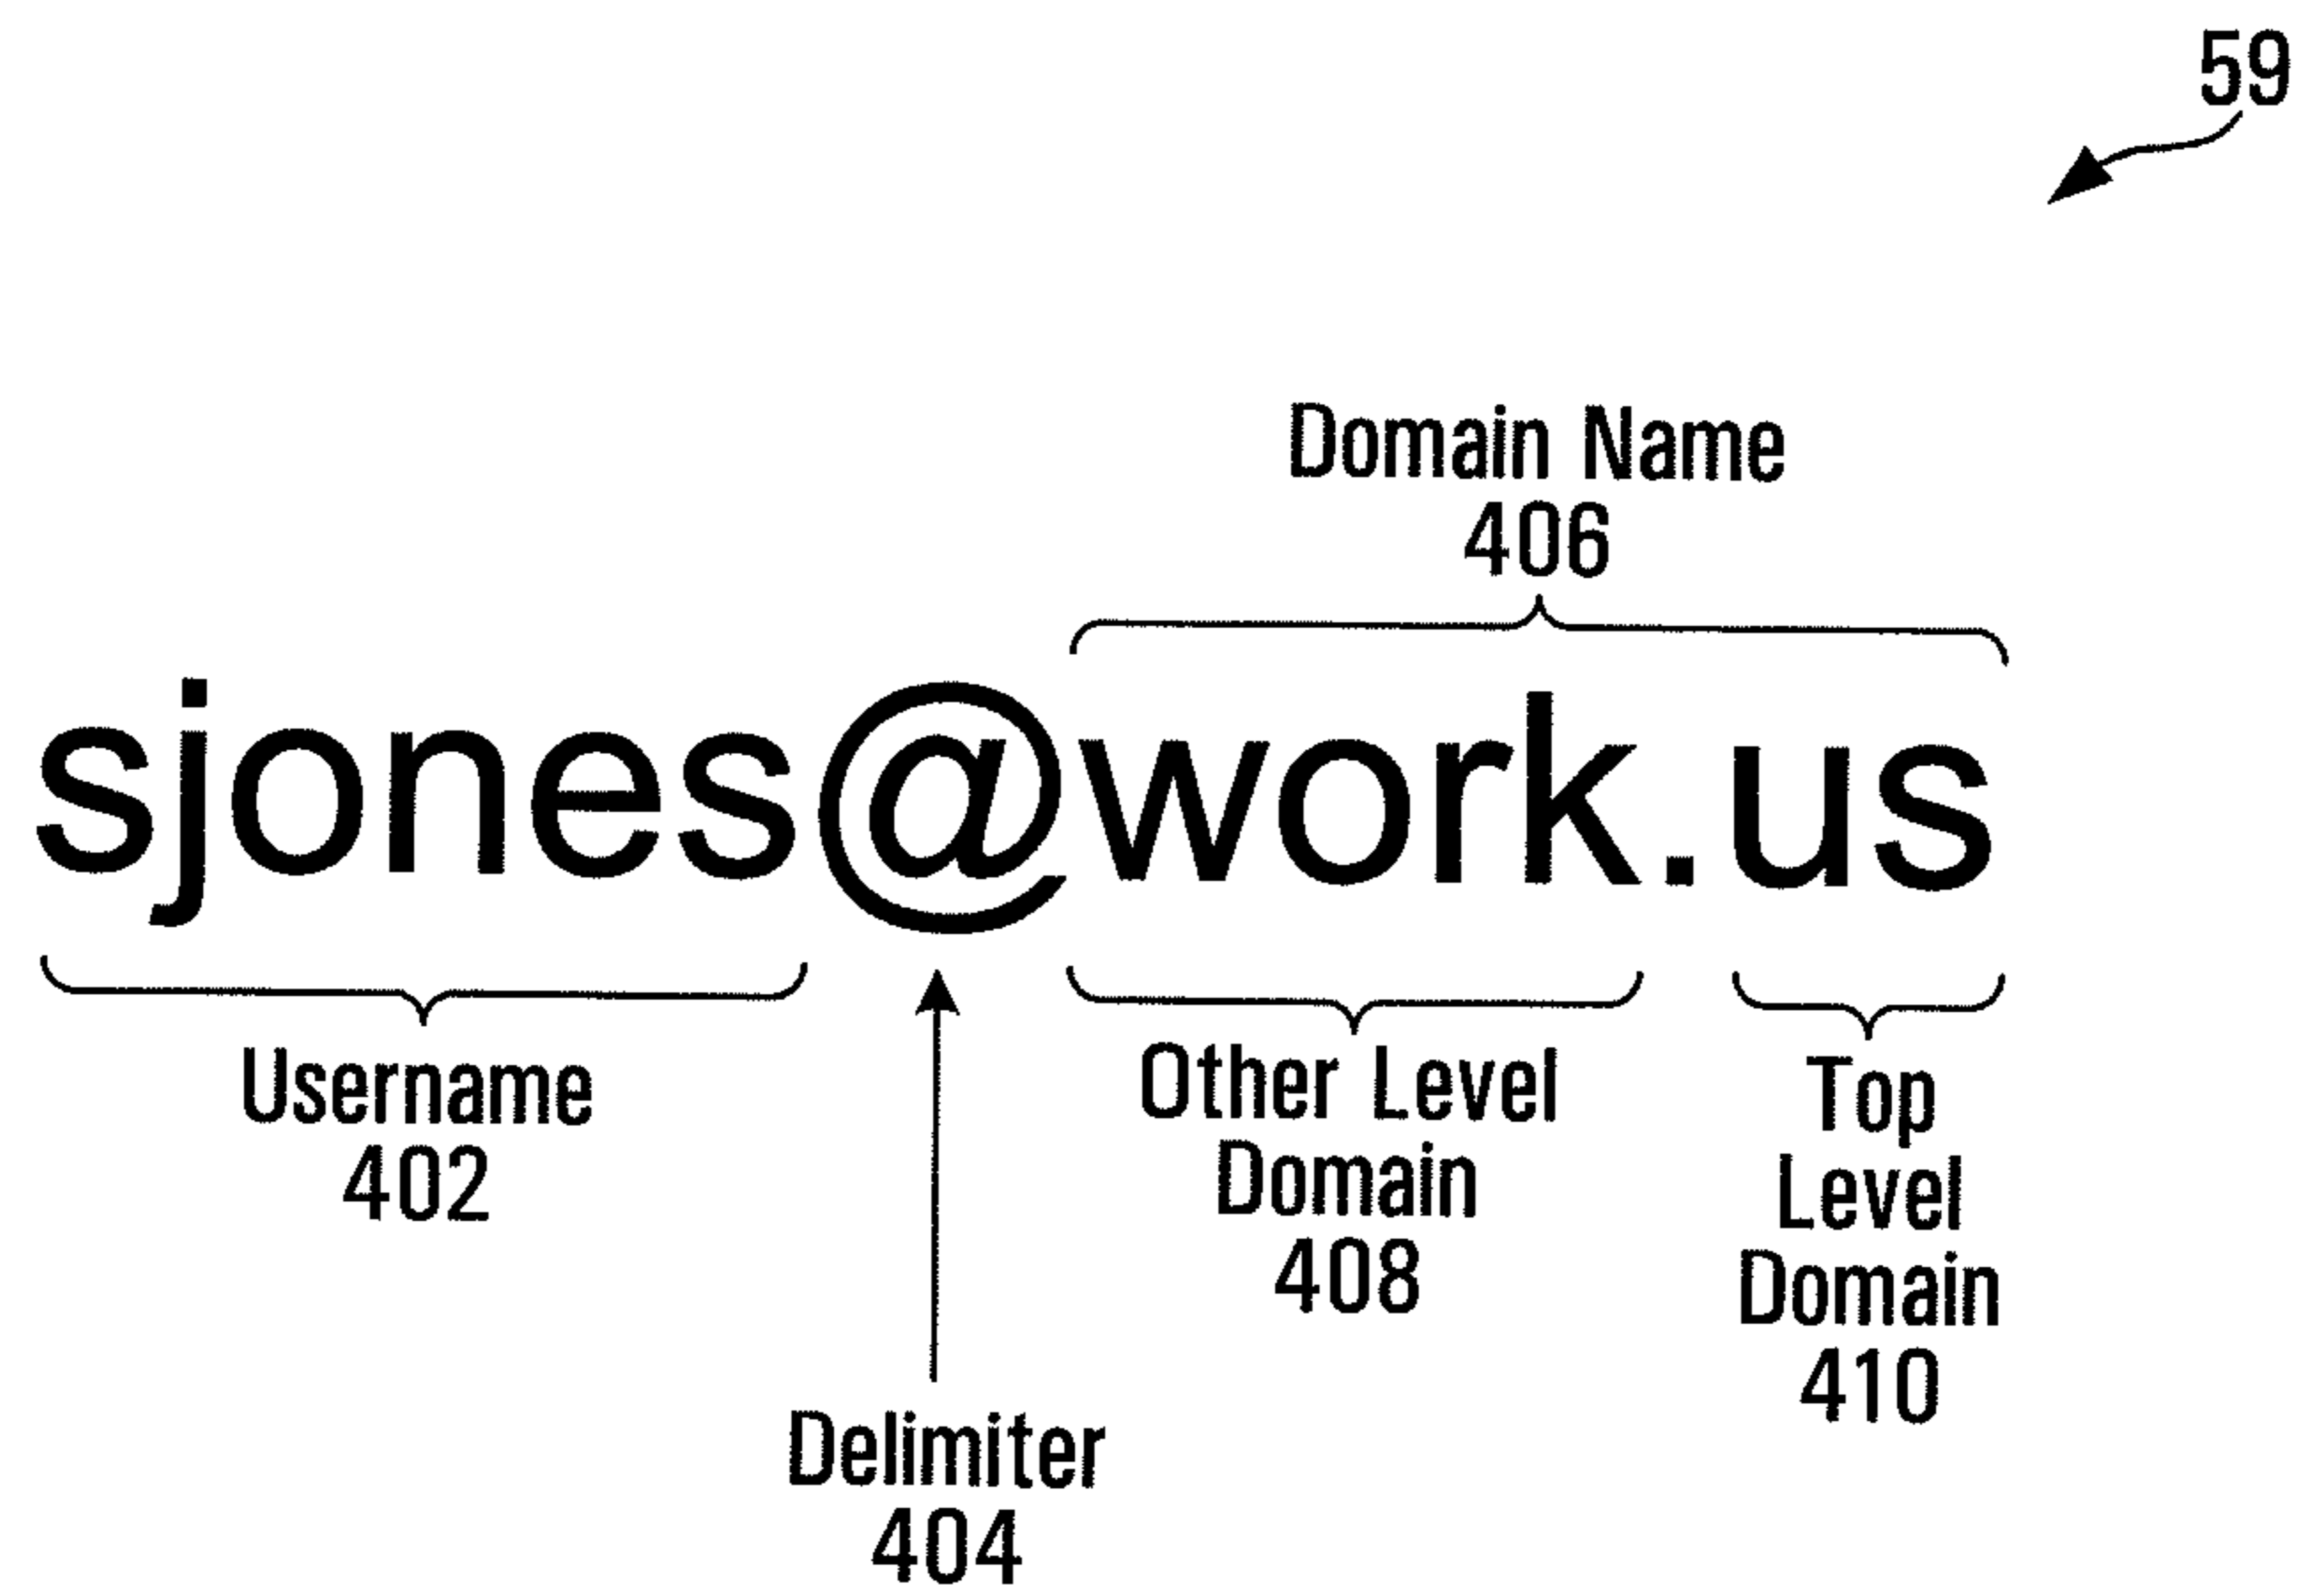 59
Domain Name
406
sjones@work.us
Username
402
Delimiter
404
Other Level
Domain
408
Top
Level
Domain
410